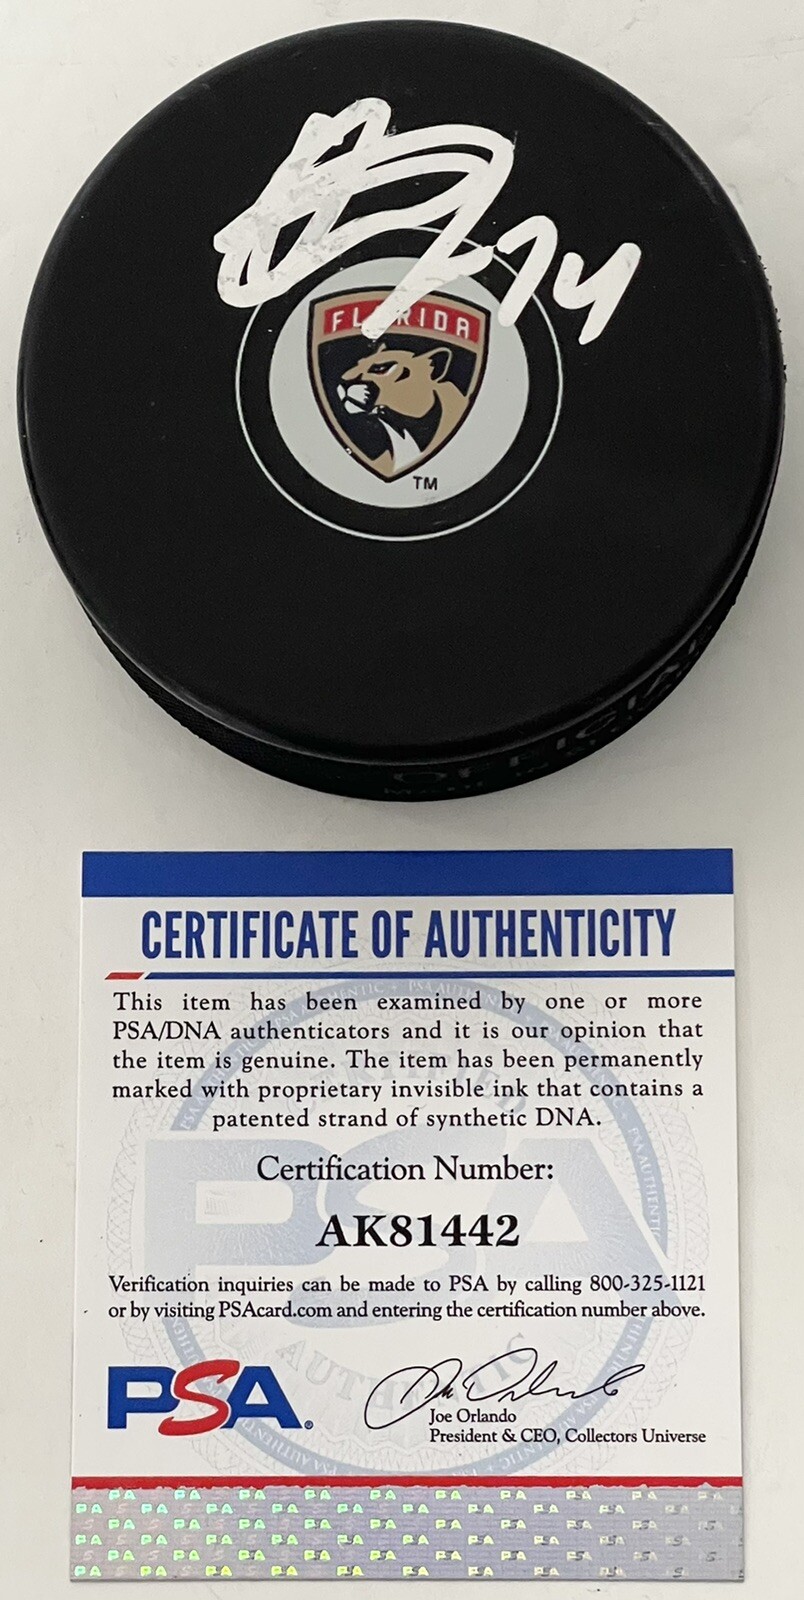 74
FLORIDA
TM
OFFICIAL
CERTIFICATE OF AUTHENTICITY
This item has been examined by one or more
PSA/DNA authenticators and it is our opinion that
the item is genuine. The item has been permanently
marked with proprietary invisible ink that contains a
patented strand of synthetic DNA.
Certification Number:
AK81442
Verification inquiries can be made to PSA by calling 800-325-1121
or by visiting PSAcard.com and entering the certification number above.
PSA®
Joe Orlando
President & CEO, Collectors Universe